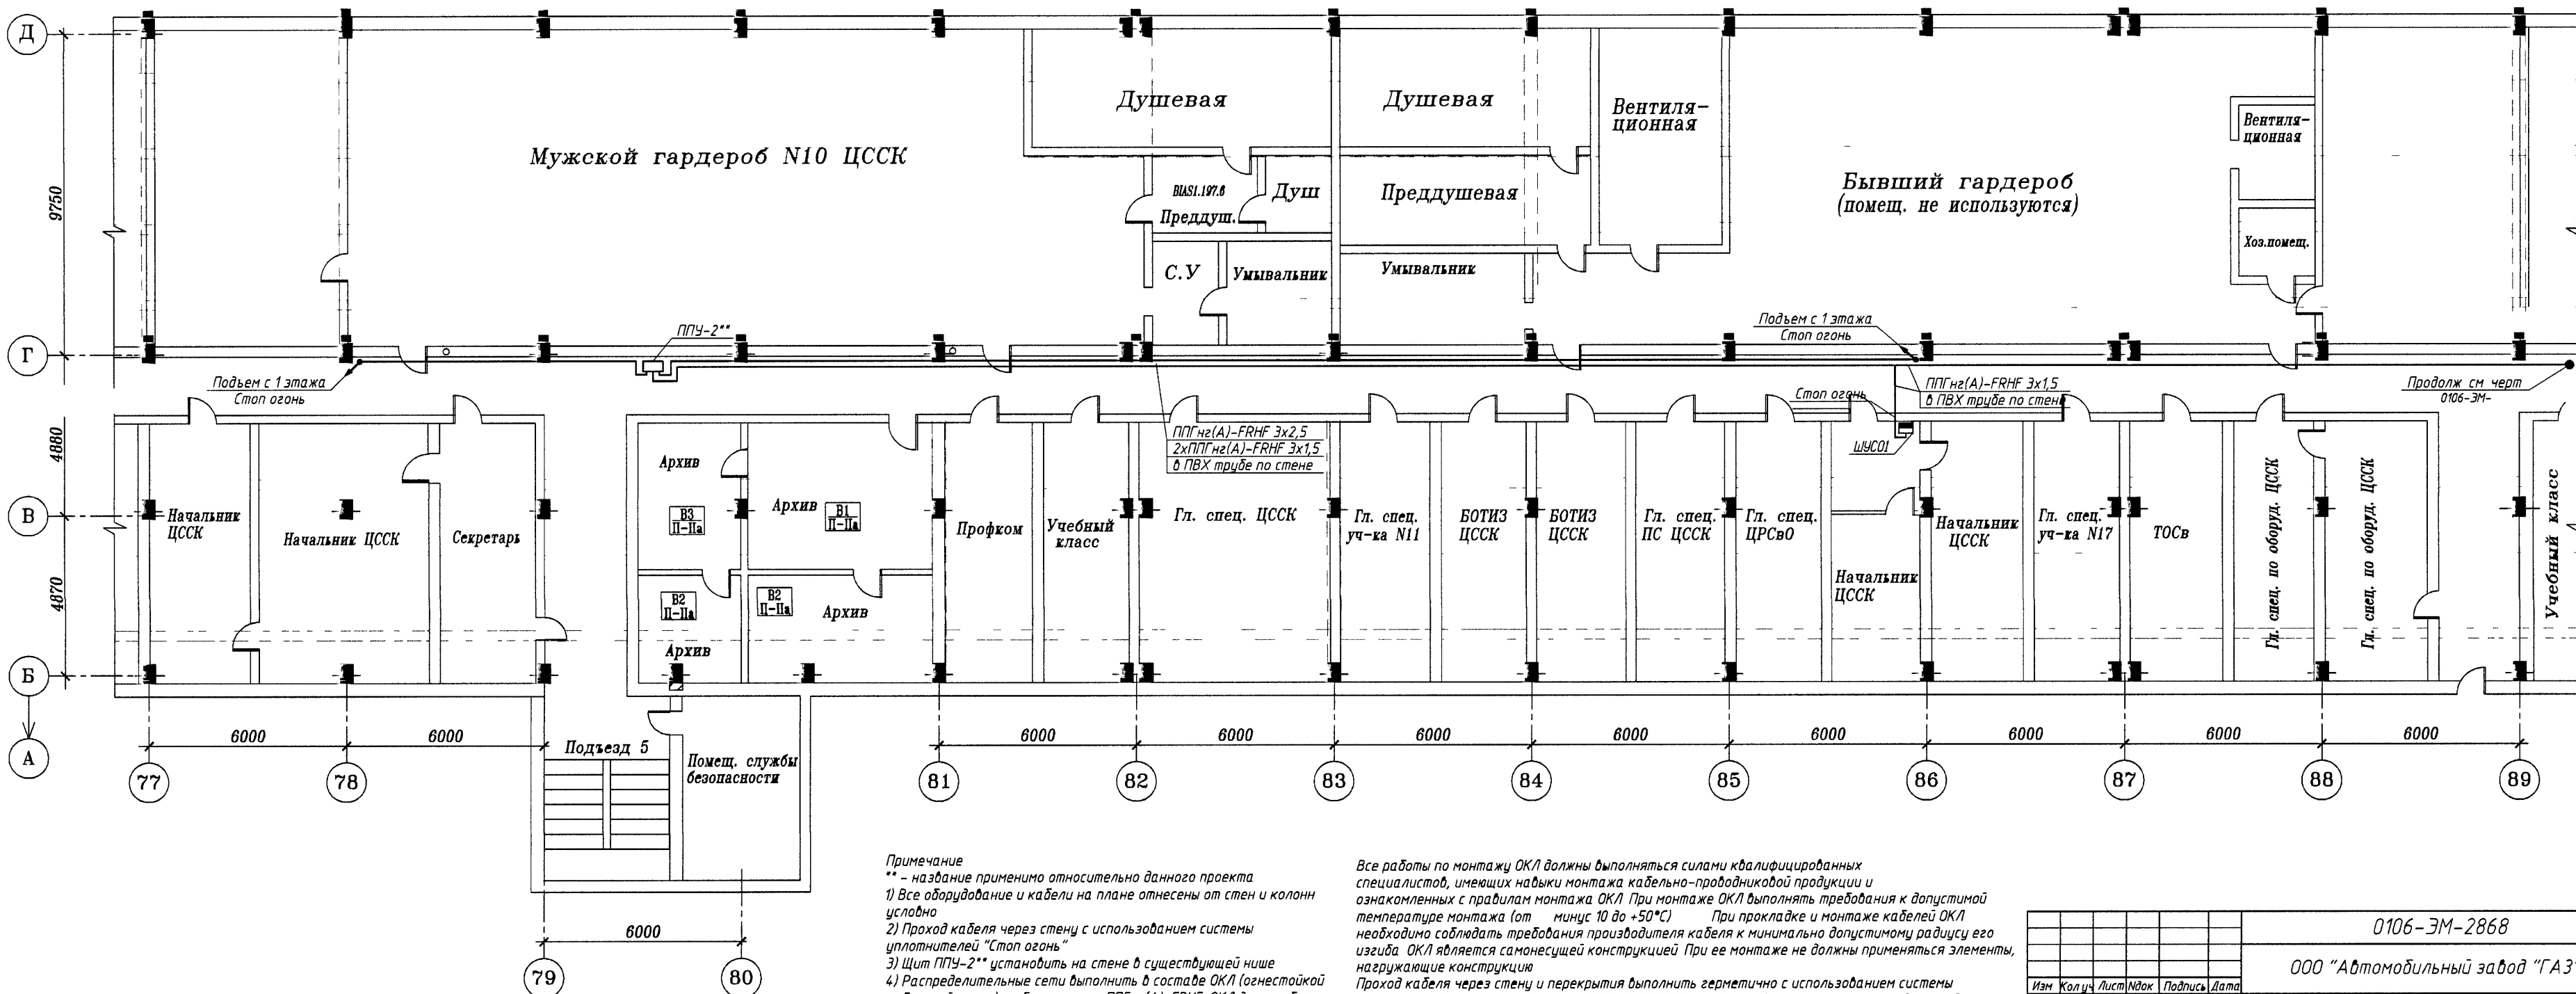 Д
Душевая
Душевая
Вентиля-
ционная
Вентиля-
ционная
Мужской гардероб N10 ЦССК
9750
BIAS1.197.6
Преддуш.
Душ
Преддушевая
Бывший гардероб
(помещ. не используются)
Хоз.помещ.
С.У
Умывальник
Умывальник
ППУ-2**
Подъем с 1 этажа
Стоп огонь
Г
Подъем с 1 этажа
Стоп огонь
Стоп огонь
ППГнг(А)-FRHF 3х1,5
в ПВХ трубе по стене
Продолж см черт
0106-ЭМ-
4880
ППГнг(А)-FRHF 3х2,5
2хППГнг(А)-FRHF 3х1,5
в ПВХ трубе по стене
ШУСО1
Архив
В3
П-IIа
Архив
В1
П-IIа
В
Начальник
ЦССК
Начальник ЦССК
Секретарь
Профком
Учебный
класс
Гл. спец. ЦССК
Гл. спец.
уч-ка N11
БОТИЗ
ЦССК
БОТИЗ
ЦССК
Гл. спец.
ПС ЦССК
Гл. спец.
ЦРСвО
Начальник
ЦССК
Начальник
ЦССК
Гл. спец.
уч-ка N17
ТОСв
Гл. спец. по оборуд. ЦССК
Гл. спец. по оборуд. ЦССК
Учебный класс
4870
В2
П-IIа
В2
П-IIа
Архив
Архив
Б
А
6000
6000
6000
6000
6000
6000
6000
6000
6000
6000
Подъезд 5
Помещ. службы
безопасности
77
78
81
82
83
84
85
86
87
88
89
6000
79
80
Примечание
** - название применимо относительно данного проекта
1) Все оборудование и кабели на плане отнесены от стен и колонн
условно
2) Проход кабеля через стену с использованием системы
уплотнителей "Стоп огонь"
3) Щит ППУ-2** установить на стене в существующей нише
4) Распределительные сети выполнить в составе ОКЛ (огнестойкой
Все работы по монтажу ОКЛ должны выполняться силами квалифицированных
специалистов, имеющих навыки монтажа кабельно-проводниковой продукции и
ознакомленных с правилам монтажа ОКЛ При монтаже ОКЛ выполнять требования к допустимой
температуре монтажа (от минус 10 до +50°С) При прокладке и монтаже кабелей ОКЛ
необходимо соблюдать требования производителя кабеля к минимально допустимому радиусу его
изгиба ОКЛ является самонесущей конструкцией При ее монтаже не должны применяться элементы,
нагружающие конструкцию
Проход кабеля через стену и перекрытия выполнить герметично с использованием системы
0106-ЭМ-2868
ООО "Автомобильный завод "ГАЗ"
Изм Кол уч Лист Nдок Подпись Дата